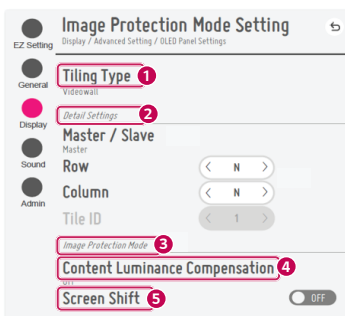 Image Protection Mode Setting
Display / Advanced Setting / OLED Panel Settings
EZ Setting
General
Display
Sound
Admin
Tiling Type 1
Videowall
Detail Settings 2
Master / Slave
Master
Row < N >
Column < N >
Tile ID < 1 >
Image Protection Mode 3
Content Luminance Compensation 4
Off
Screen Shift 5 OFF